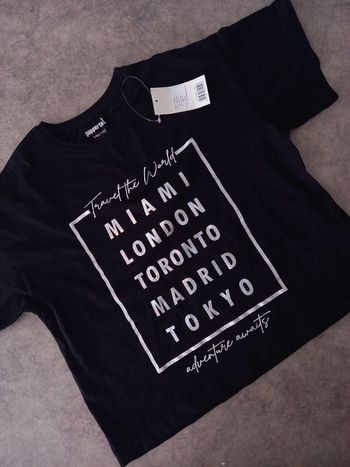 Travel the World
MIAMI
LONDON
TORONTO
MADRID
TOKYO
adventure awaits